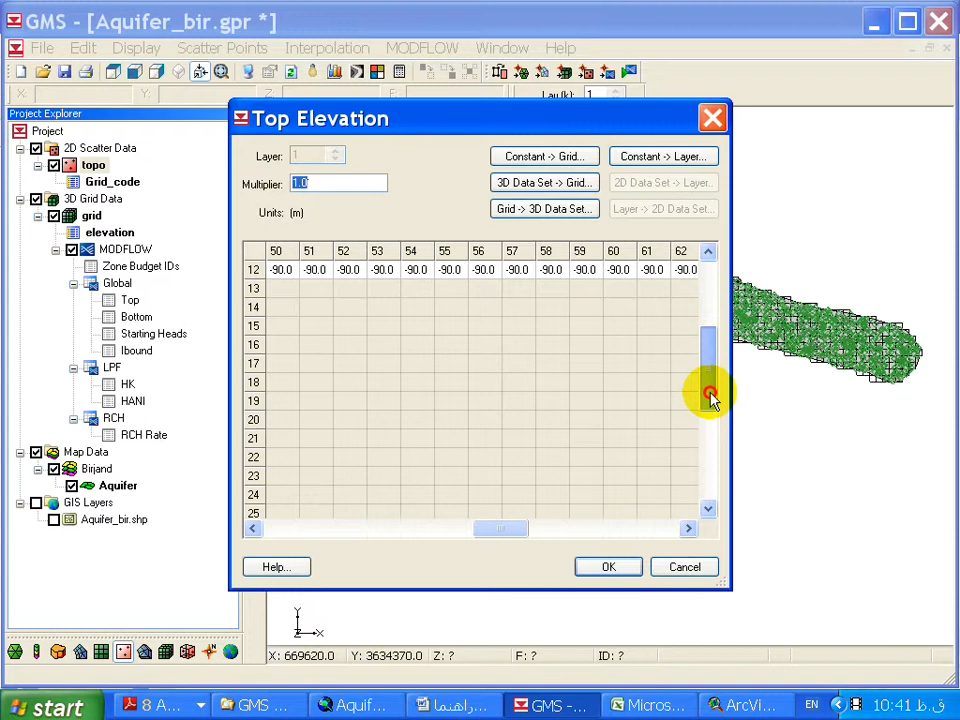 GMS - [Aquifer_bir.gpr *]
File Edit Display Scatter Points Interpolation MODFLOW Window Help
X: Y: Z: F: Lay (k): 1
Project Explorer
Project
2D Scatter Data
topo
Grid_code
3D Grid Data
grid
elevation
MODFLOW
Zone Budget IDs
Global
Top
Bottom
Starting Heads
Ibound
LPF
HK
HANI
RCH
RCH Rate
Map Data
Birjand
Aquifer
GIS Layers
Aquifer_bir.shp
Top Elevation
Layer: 1
Multiplier: 1.0
Units: (m)
Constant -> Grid... Constant -> Layer...
3D Data Set -> Grid... 2D Data Set -> Layer...
Grid -> 3D Data Set... Layer -> 2D Data Set...
50 51 52 53 54 55 56 57 58 59 60 61 62
12 -90.0 -90.0 -90.0 -90.0 -90.0 -90.0 -90.0 -90.0 -90.0 -90.0 -90.0 -90.0 -90.0
13
14
15
16
17
18
19
20
21
22
23
24
25
Help... OK Cancel
Y
Z X
X: 669620.0 Y: 3634370.0 Z: ? F: ? ID: ?
start 8 A... GMS ... Aquif... راهنما... GMS -... Micros... ArcVi... EN 10:41 ق.ظ